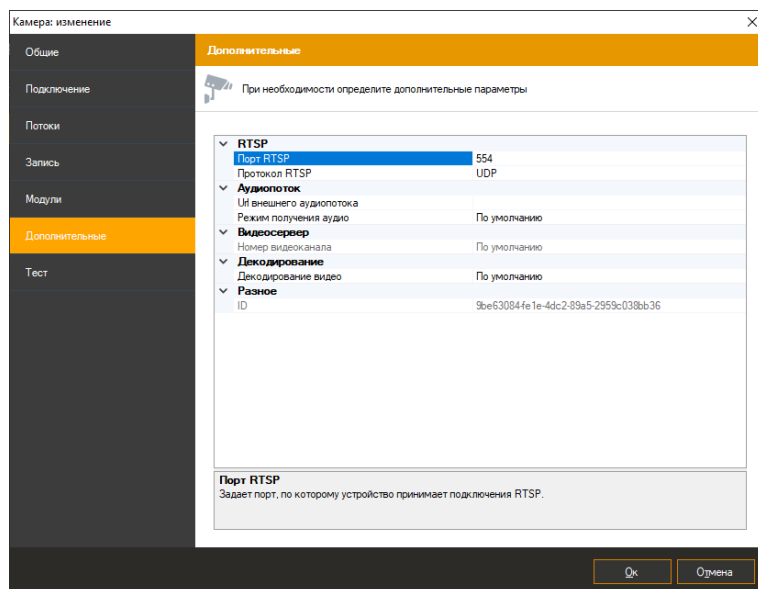 Камера: изменение
Общие
Подключение
Потоки
Запись
Модули
Дополнительные
Тест
Дополнительные
При необходимости определите дополнительные параметры
RTSP
Порт RTSP 554
Протокол RTSP UDP
Аудиопоток
Url внешнего аудиопотока
Режим получения аудио По умолчанию
Видеосервер
Номер видеоканала По умолчанию
Декодирование
Декодирование видео По умолчанию
Разное
ID 9be63084-fe1e-4dc2-89a5-2959c038bb36
Порт RTSP
Задает порт, по которому устройство принимает подключения RTSP.
Ок Отмена